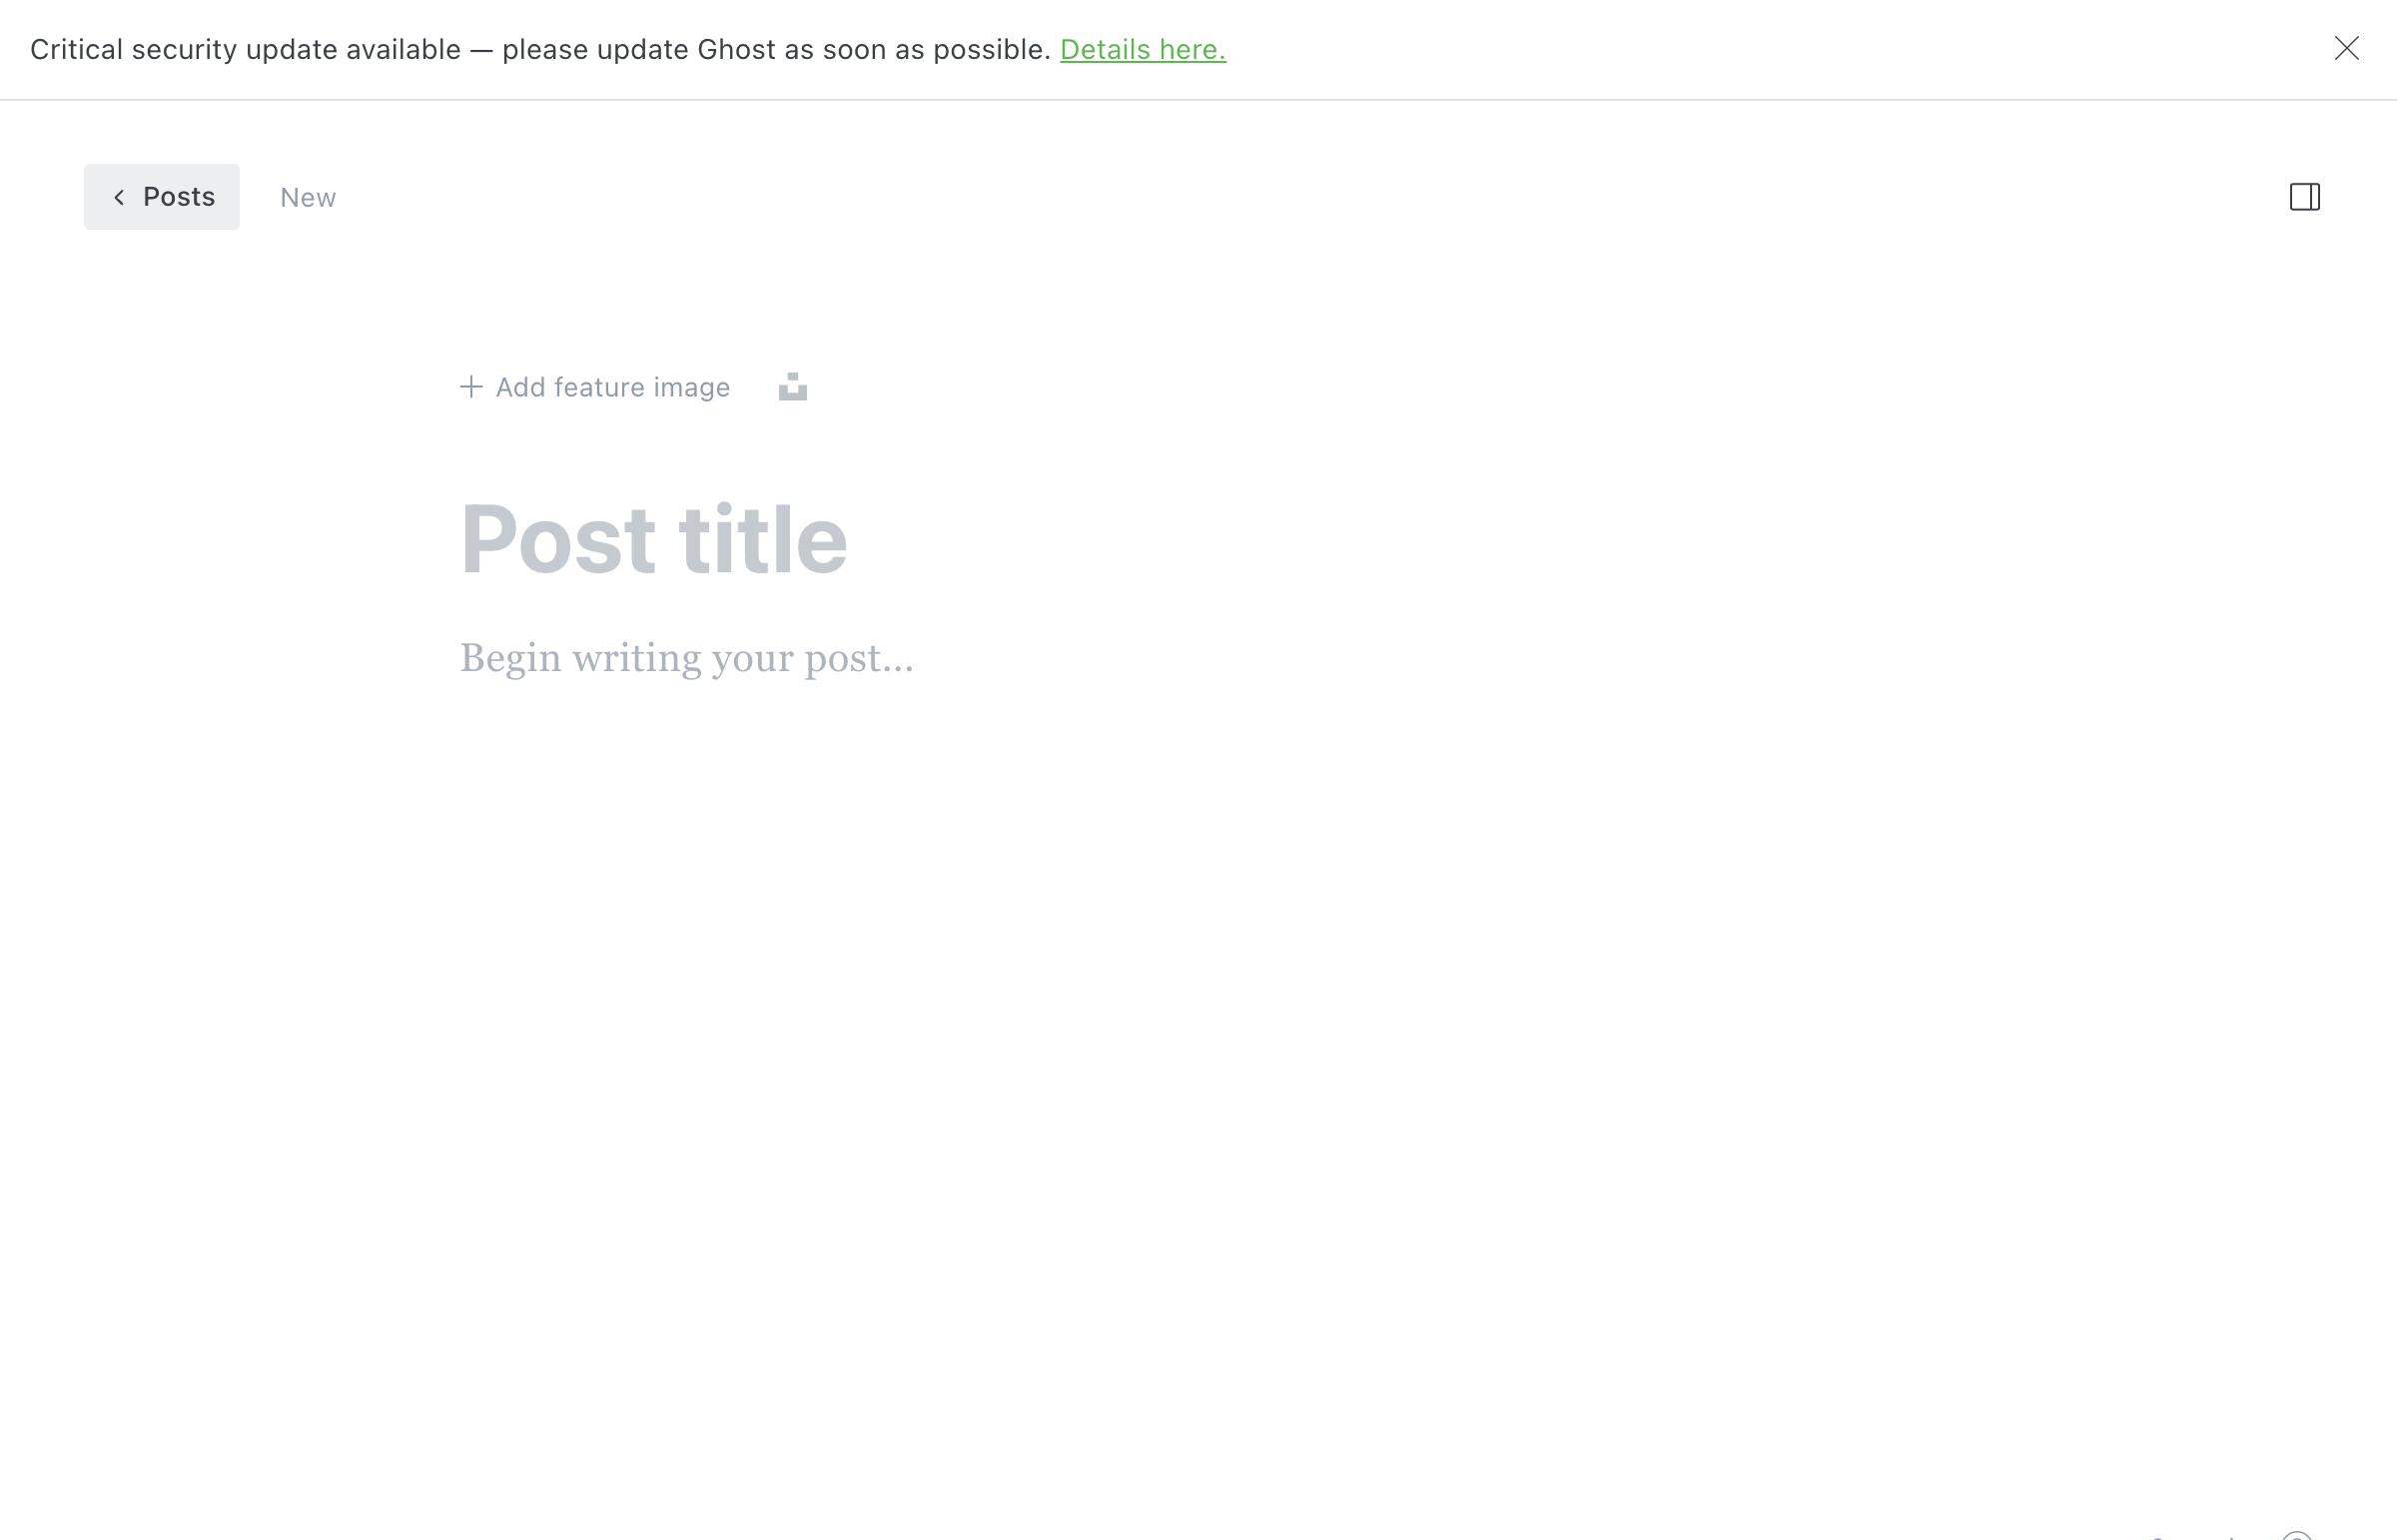 Critical security update available — please update Ghost as soon as possible. Details here.
Posts
New
Add feature image
Post title
Begin writing your post...